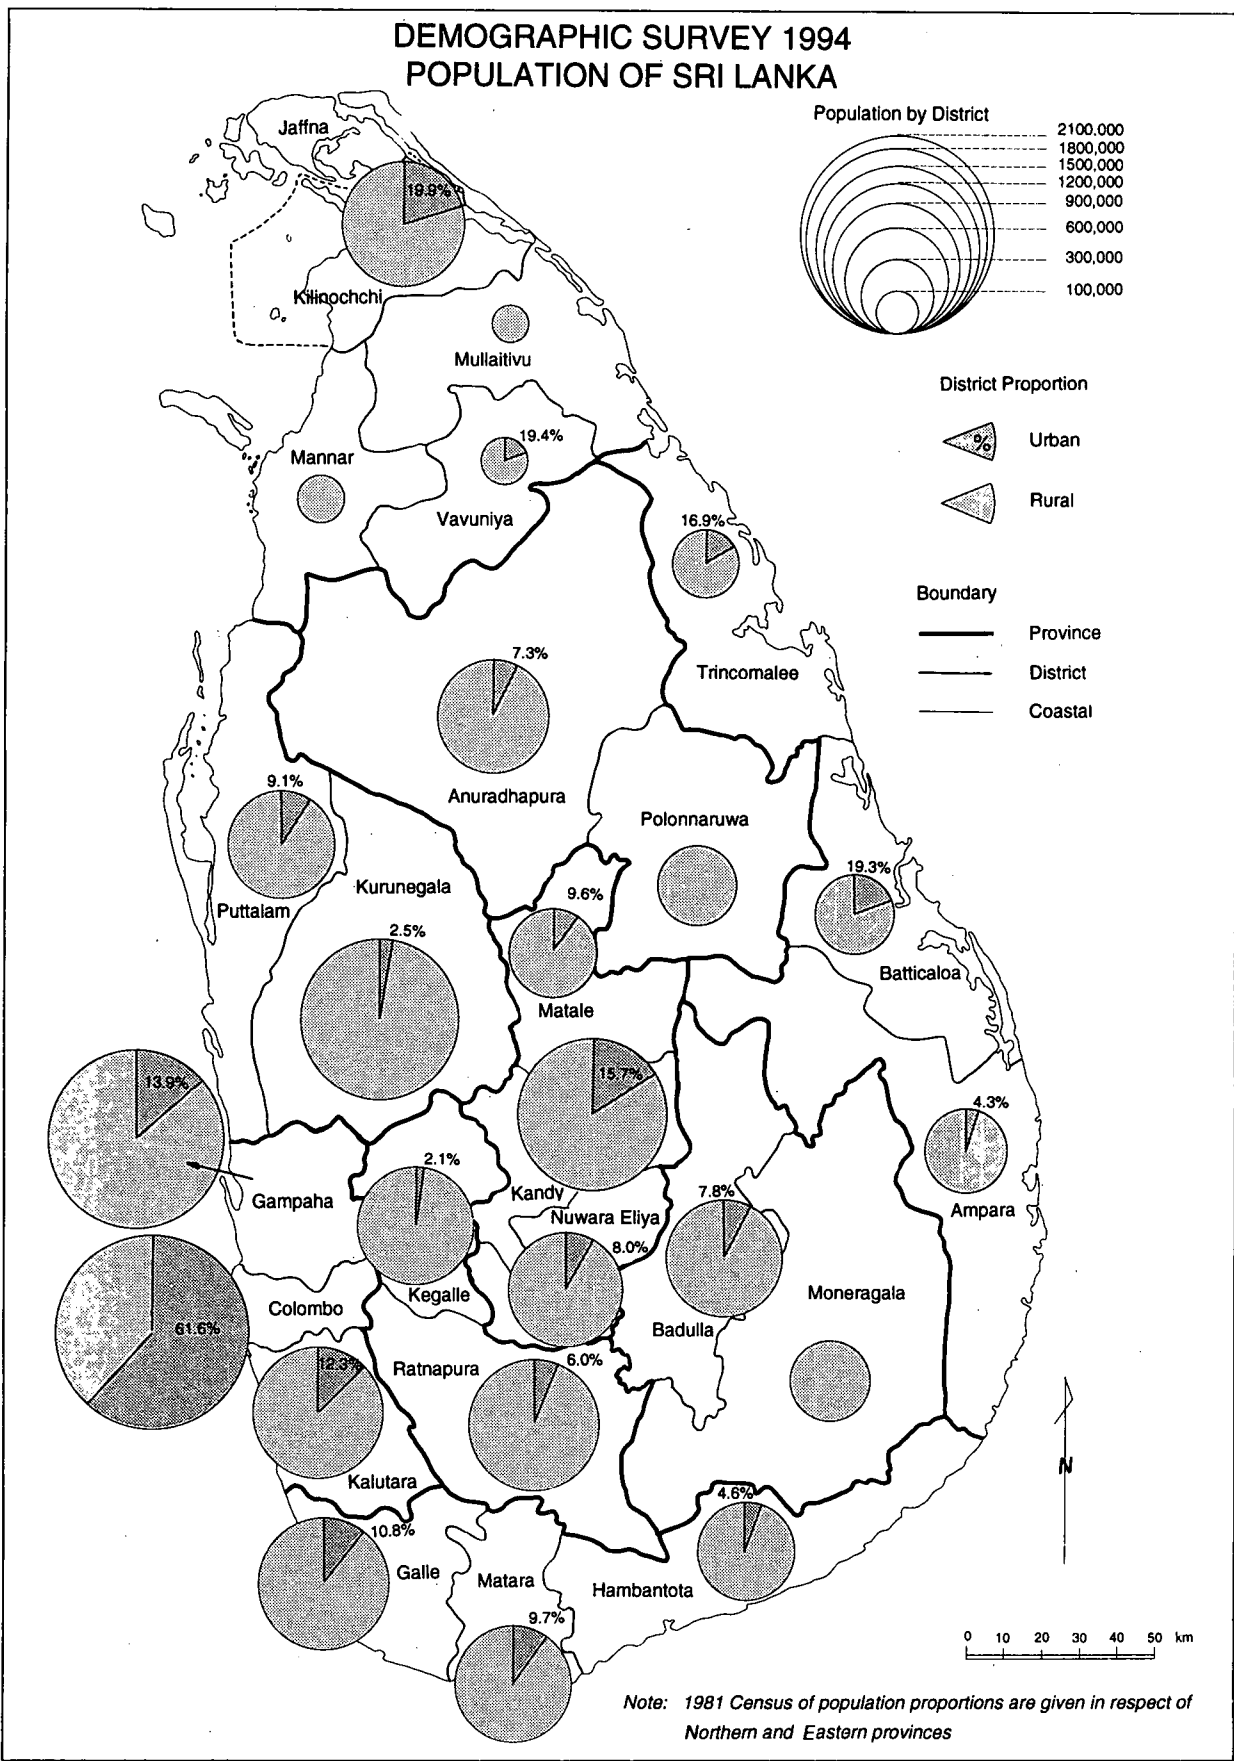 DEMOGRAPHIC SURVEY 1994
POPULATION OF SRI LANKA
Population by District
2100,000
1800,000
1500,000
1200,000
900,000
600,000
300,000
100,000
Jaffna
19.9%
Kilinochchi
Mullaitivu
District Proportion
% Urban
Rural
19.4%
Mannar
Vavuniya
16.9%
Boundary
Province
District
Coastal
Trincomalee
7.3%
Anuradhapura
9.1%
Puttalam
Polonnaruwa
Kurunegala
2.5%
9.6%
Matale
19.3%
Batticaloa
13.9%
Gampaha
15.7%
Kandy
4.3%
Ampara
2.1%
Kegalle
Nuwara Eliya
8.0%
7.8%
Badulla
Moneragala
61.6%
Colombo
12.3%
Kalutara
Ratnapura
6.0%
N
4.6%
Hambantota
10.8%
Galle
Matara
9.7%
0 10 20 30 40 50 km
Note: 1981 Census of population proportions are given in respect of
Northern and Eastern provinces